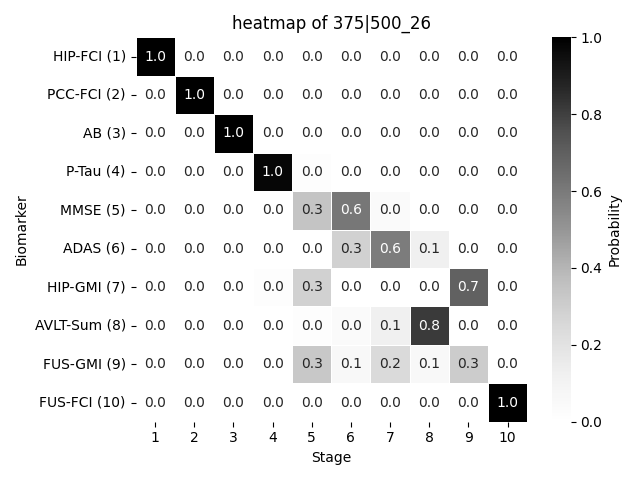 heatmap of 375|500_26
HIP-FCI (1) 1.0 0.0 0.0 0.0 0.0 0.0 0.0 0.0 0.0 0.0
PCC-FCI (2) 0.0 1.0 0.0 0.0 0.0 0.0 0.0 0.0 0.0 0.0
AB (3) 0.0 0.0 1.0 0.0 0.0 0.0 0.0 0.0 0.0 0.0
P-Tau (4) 0.0 0.0 0.0 1.0 0.0 0.0 0.0 0.0 0.0 0.0
MMSE (5) 0.0 0.0 0.0 0.0 0.3 0.6 0.0 0.0 0.0 0.0
ADAS (6) 0.0 0.0 0.0 0.0 0.0 0.3 0.6 0.1 0.0 0.0
HIP-GMI (7) 0.0 0.0 0.0 0.0 0.3 0.0 0.0 0.0 0.7 0.0
AVLT-Sum (8) 0.0 0.0 0.0 0.0 0.0 0.0 0.1 0.8 0.0 0.0
FUS-GMI (9) 0.0 0.0 0.0 0.0 0.3 0.1 0.2 0.1 0.3 0.0
FUS-FCI (10) 0.0 0.0 0.0 0.0 0.0 0.0 0.0 0.0 0.0 1.0
1 2 3 4 5 6 7 8 9 10
Stage
Biomarker
1.0
0.8
0.6
0.4
0.2
0.0
Probability